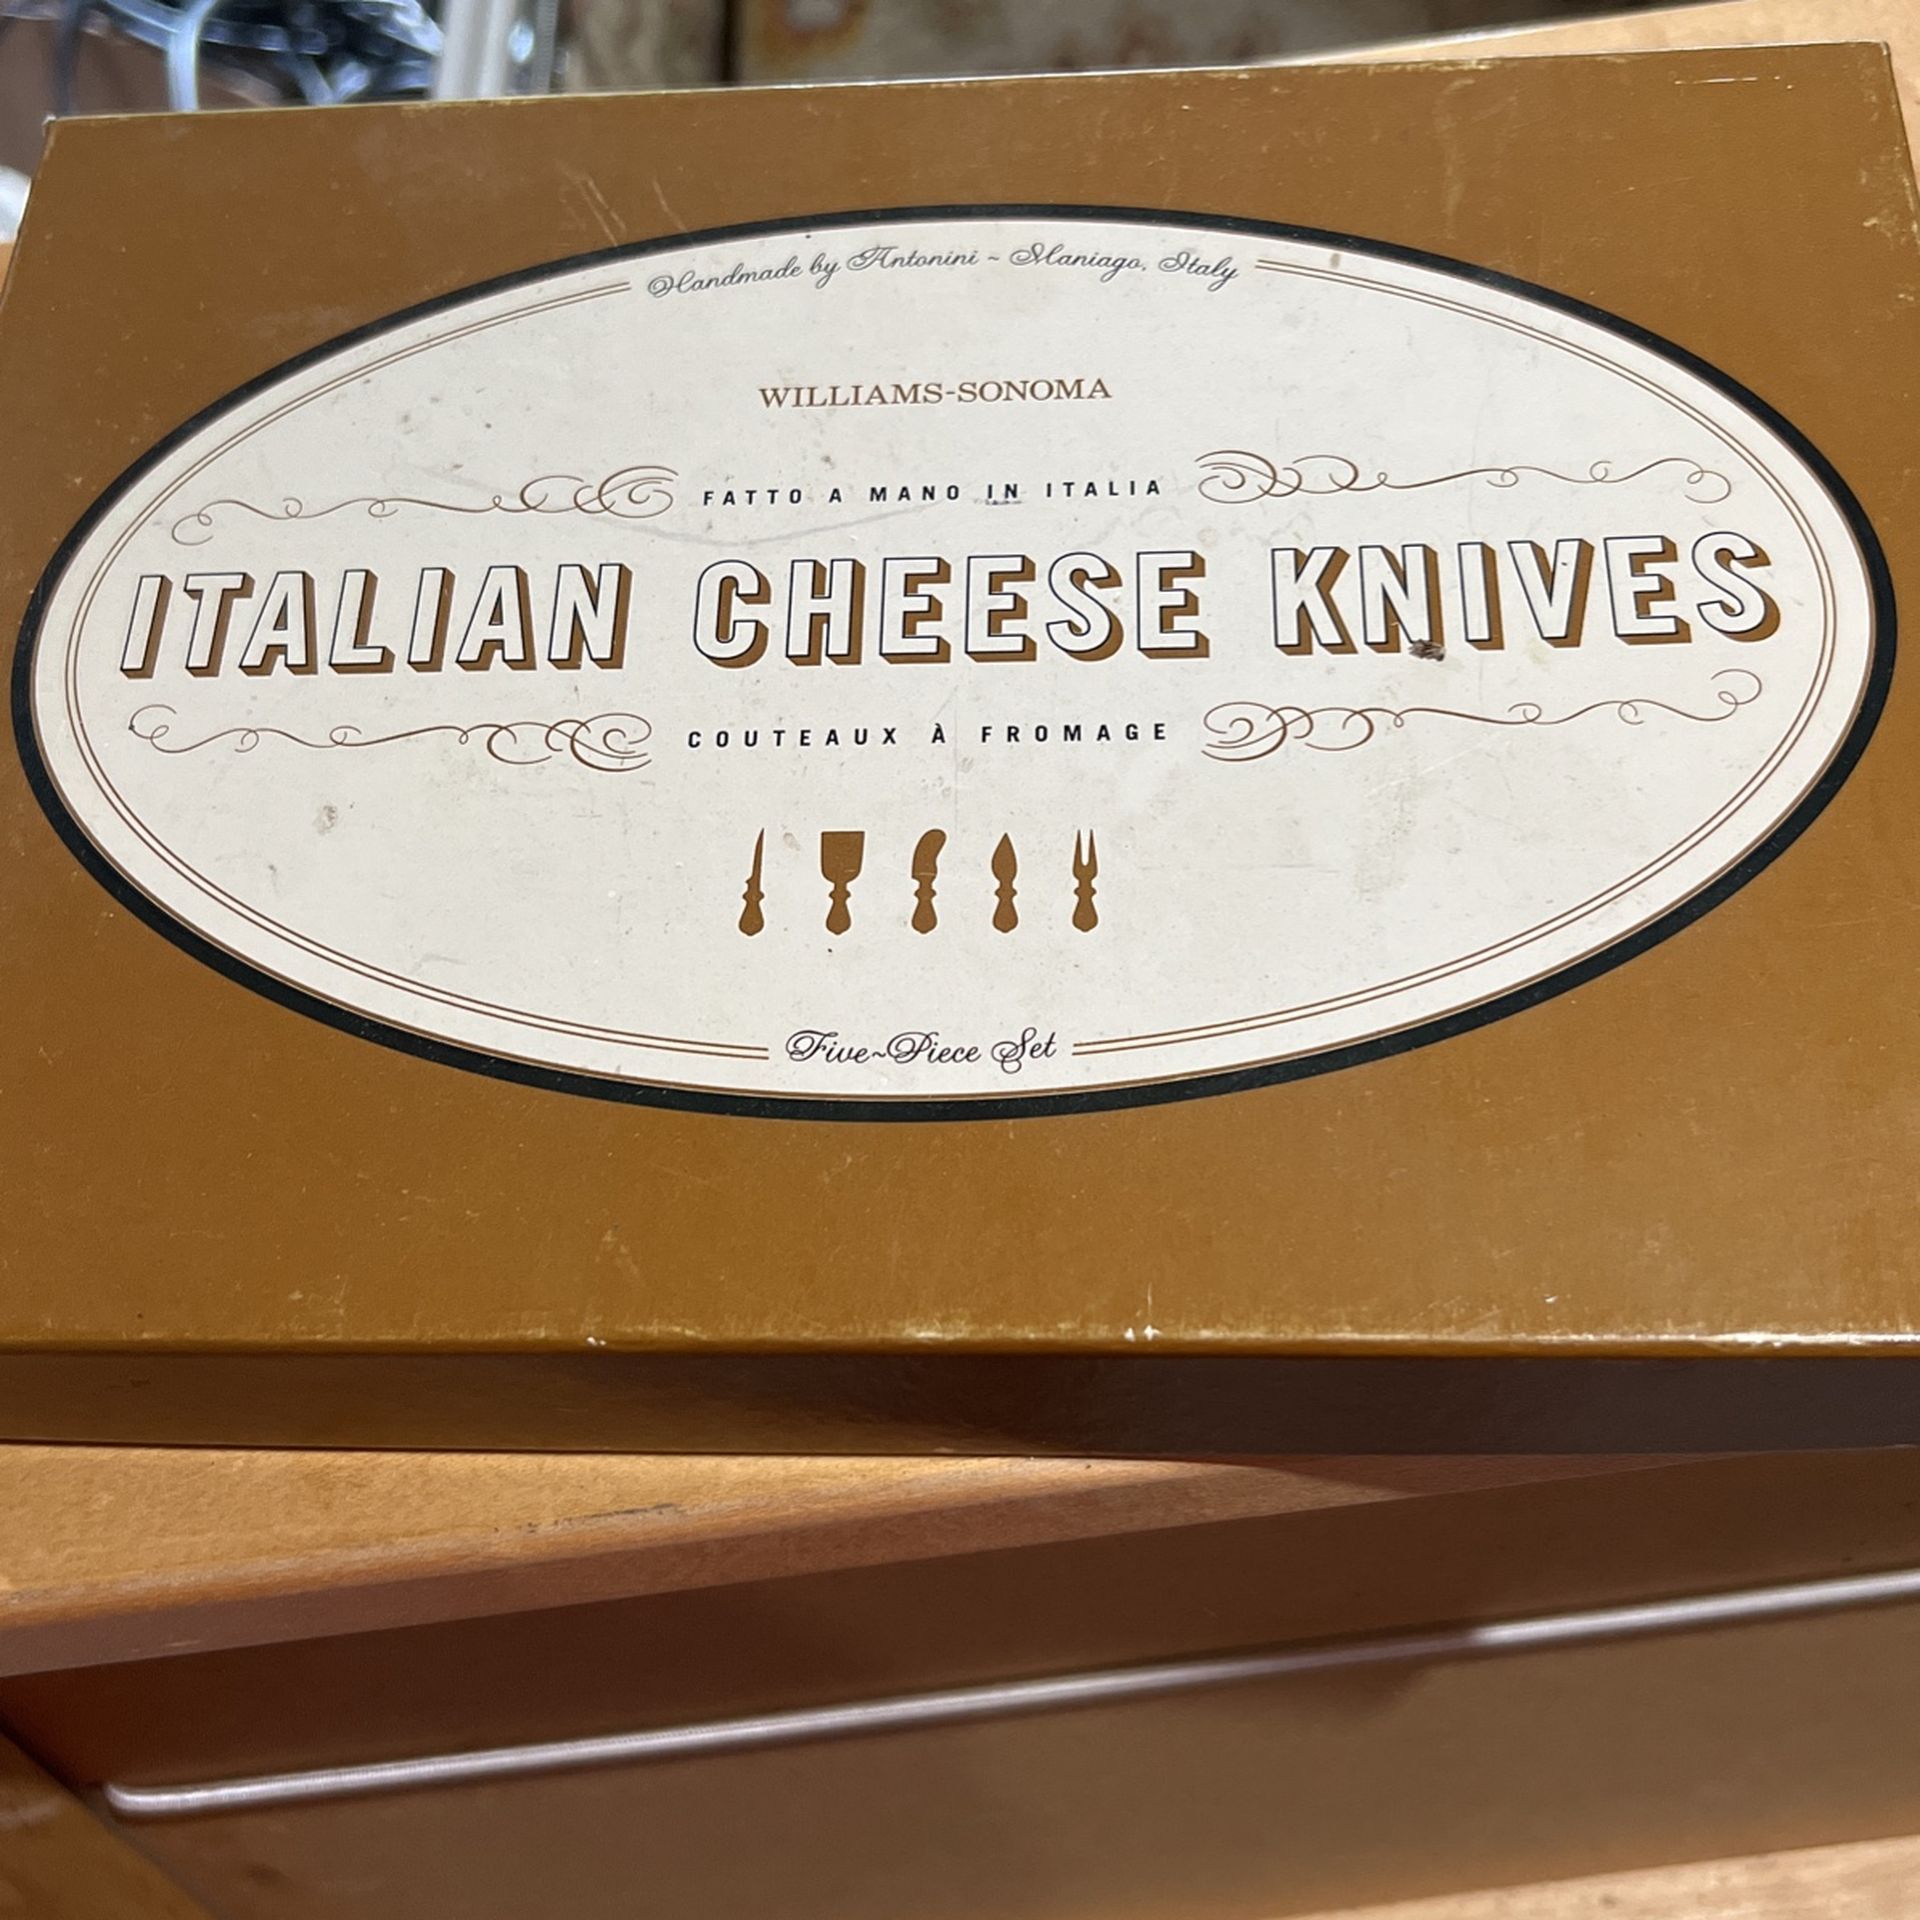 Handmade by Antonini ~ Maniago, Italy
WILLIAMS-SONOMA
FATTO A MANO IN ITALIA
ITALIAN CHEESE KNIVES
COUTEAUX À FROMAGE
Five~Piece Set